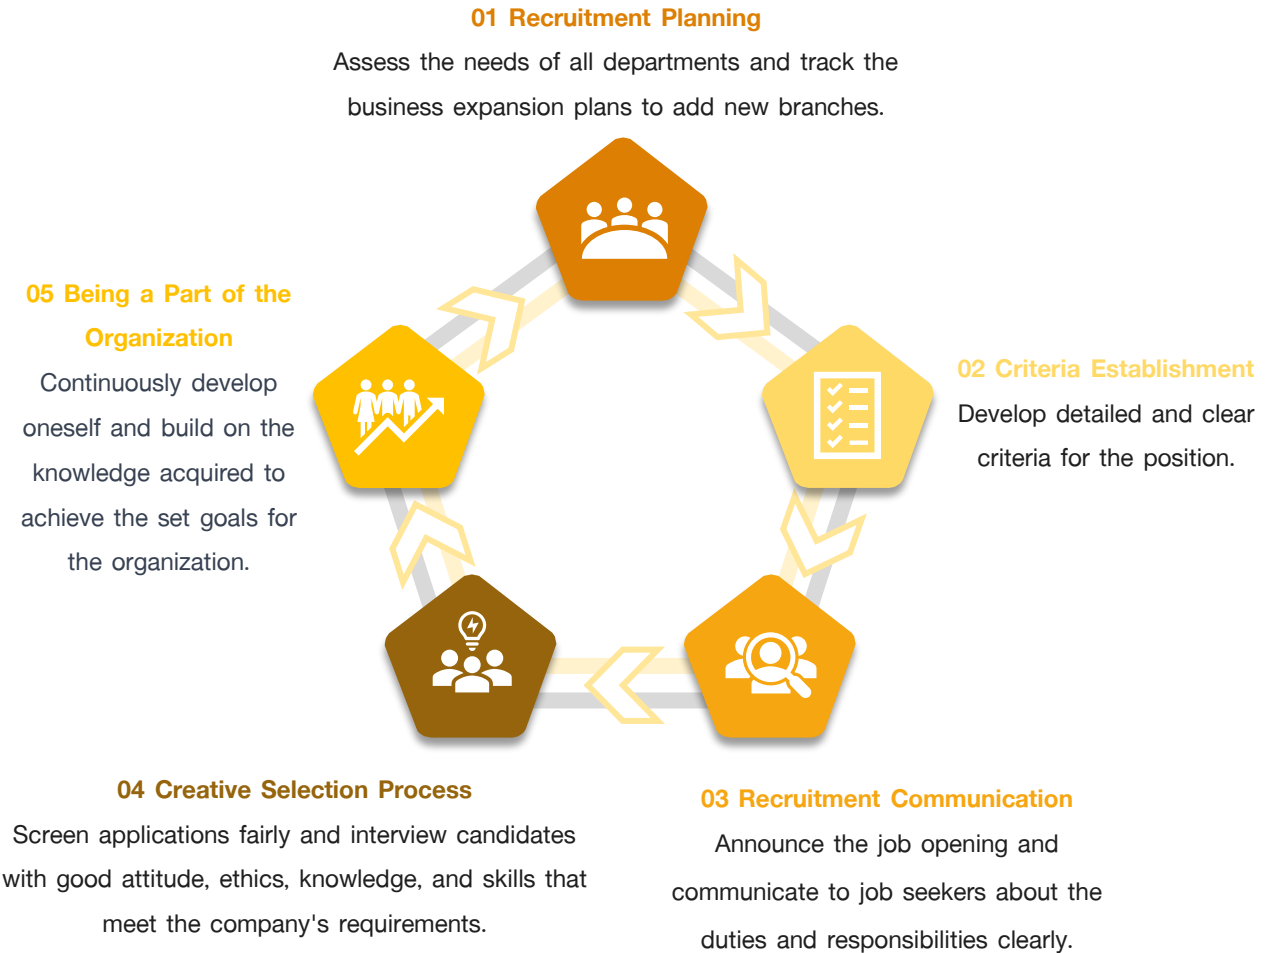 01 Recruitment Planning
Assess the needs of all departments and track the
business expansion plans to add new branches.
02 Criteria Establishment
Develop detailed and clear
criteria for the position.
03 Recruitment Communication
Announce the job opening and
communicate to job seekers about the
duties and responsibilities clearly.
04 Creative Selection Process
Screen applications fairly and interview candidates
with good attitude, ethics, knowledge, and skills that
meet the company's requirements.
05 Being a Part of the
Organization
Continuously develop
oneself and build on the
knowledge acquired to
achieve the set goals for
the organization.